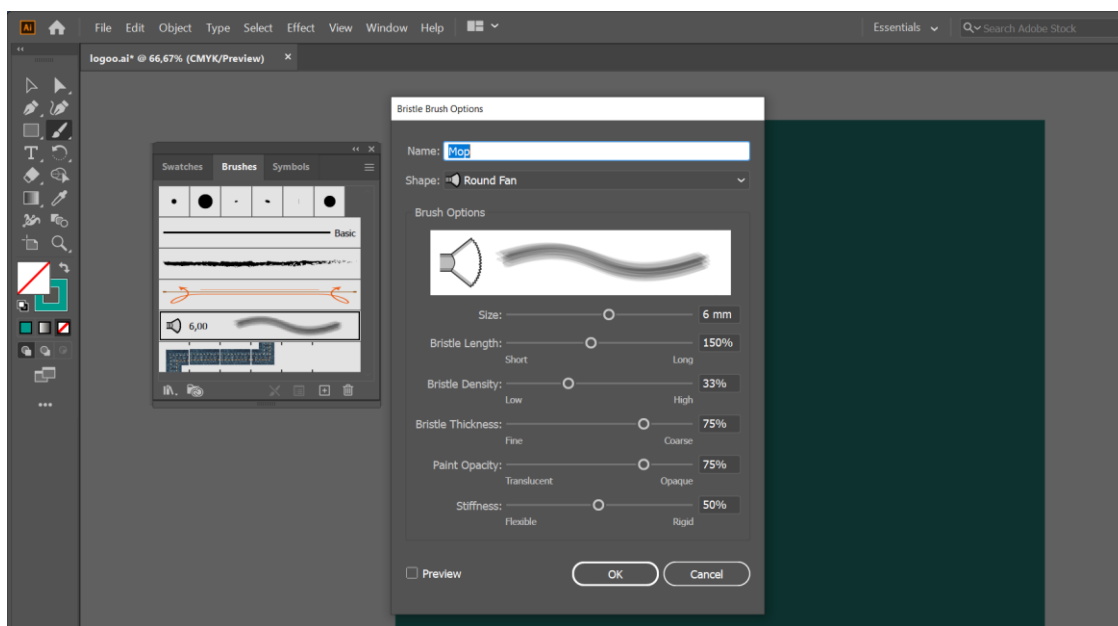 Ai File Edit Object Type Select Effect View Window Help Essentials Search Adobe Stock
logoo.ai* @ 66,67% (CMYK/Preview) ×
Bristle Brush Options
Name: Mop
Swatches Brushes Symbols
Shape: Round Fan
Brush Options
Basic
6,00
Size: 6 mm
Bristle Length: 150%
Short Long
Bristle Density: 33%
Low High
Bristle Thickness: 75%
Fine Coarse
Paint Opacity: 75%
Translucent Opaque
Stiffness: 50%
Flexible Rigid
Preview OK Cancel